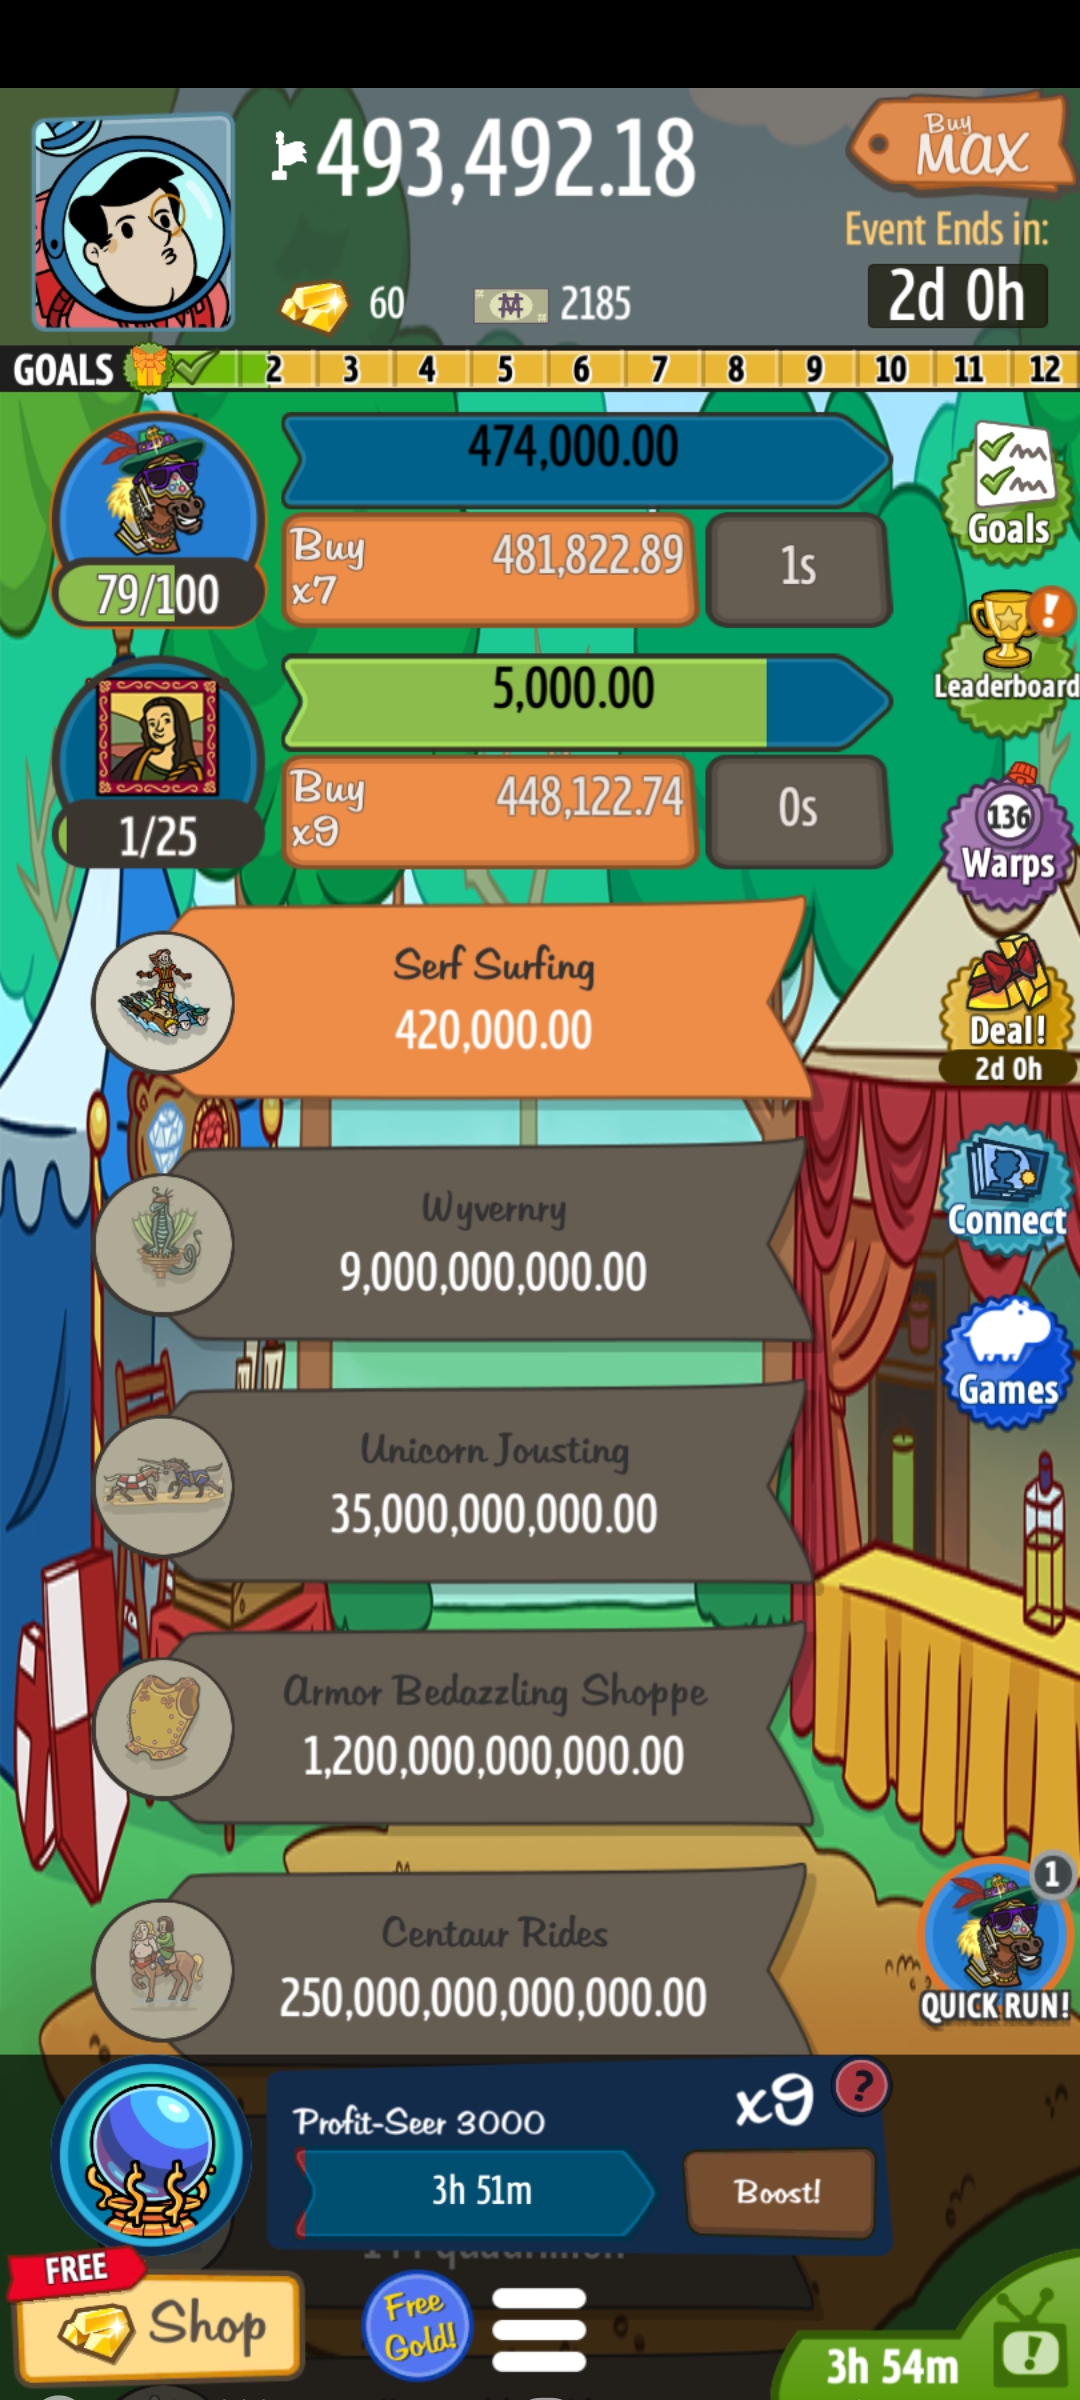 493,492.18
Buy
MAX
Event Ends in:
2d 0h
60
2185
GOALS 2 3 4 5 6 7 8 9 10 11 12
474,000.00
Buy
x7
481,822.89
1s
79/100
Goals
5,000.00
Buy
x9
448,122.74
0s
1/25
!
Leaderboard
136
Warps
Serf Surfing
420,000.00
Deal!
2d 0h
Wyvernry
9,000,000,000.00
Connect
Unicorn Jousting
35,000,000,000.00
Games
Armor Bedazzling Shoppe
1,200,000,000,000.00
Centaur Rides
250,000,000,000,000.00
1
QUICK RUN!
Profit-Seer 3000
x9
?
3h 51m
Boost!
FREE
Shop
Free
Gold!
3h 54m
!